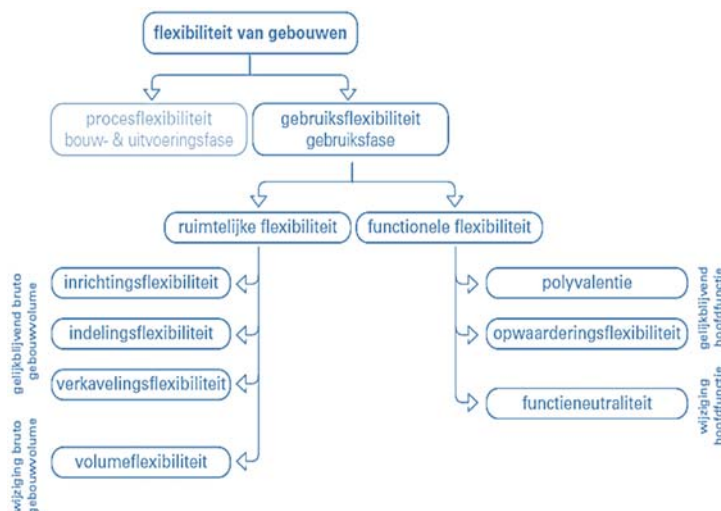 flexibiliteit van gebouwen
procesflexibiliteit
bouw- & uitvoeringsfase
gebruiksflexibiliteit
gebruiksfase
ruimtelijke flexibiliteit
functionele flexibiliteit
gelijkblijvend bruto
gebouwvolume
inrichtingsflexibiliteit
indelingsflexibiliteit
verkavelingsflexibiliteit
wijziging bruto
gebouwvolume
volumeflexibiliteit
polyvalentie
opwaarderingsflexibiliteit
gelijkblijvend
hoofdfunctie
functieneutraliteit
wijziging
hoofdfunctie